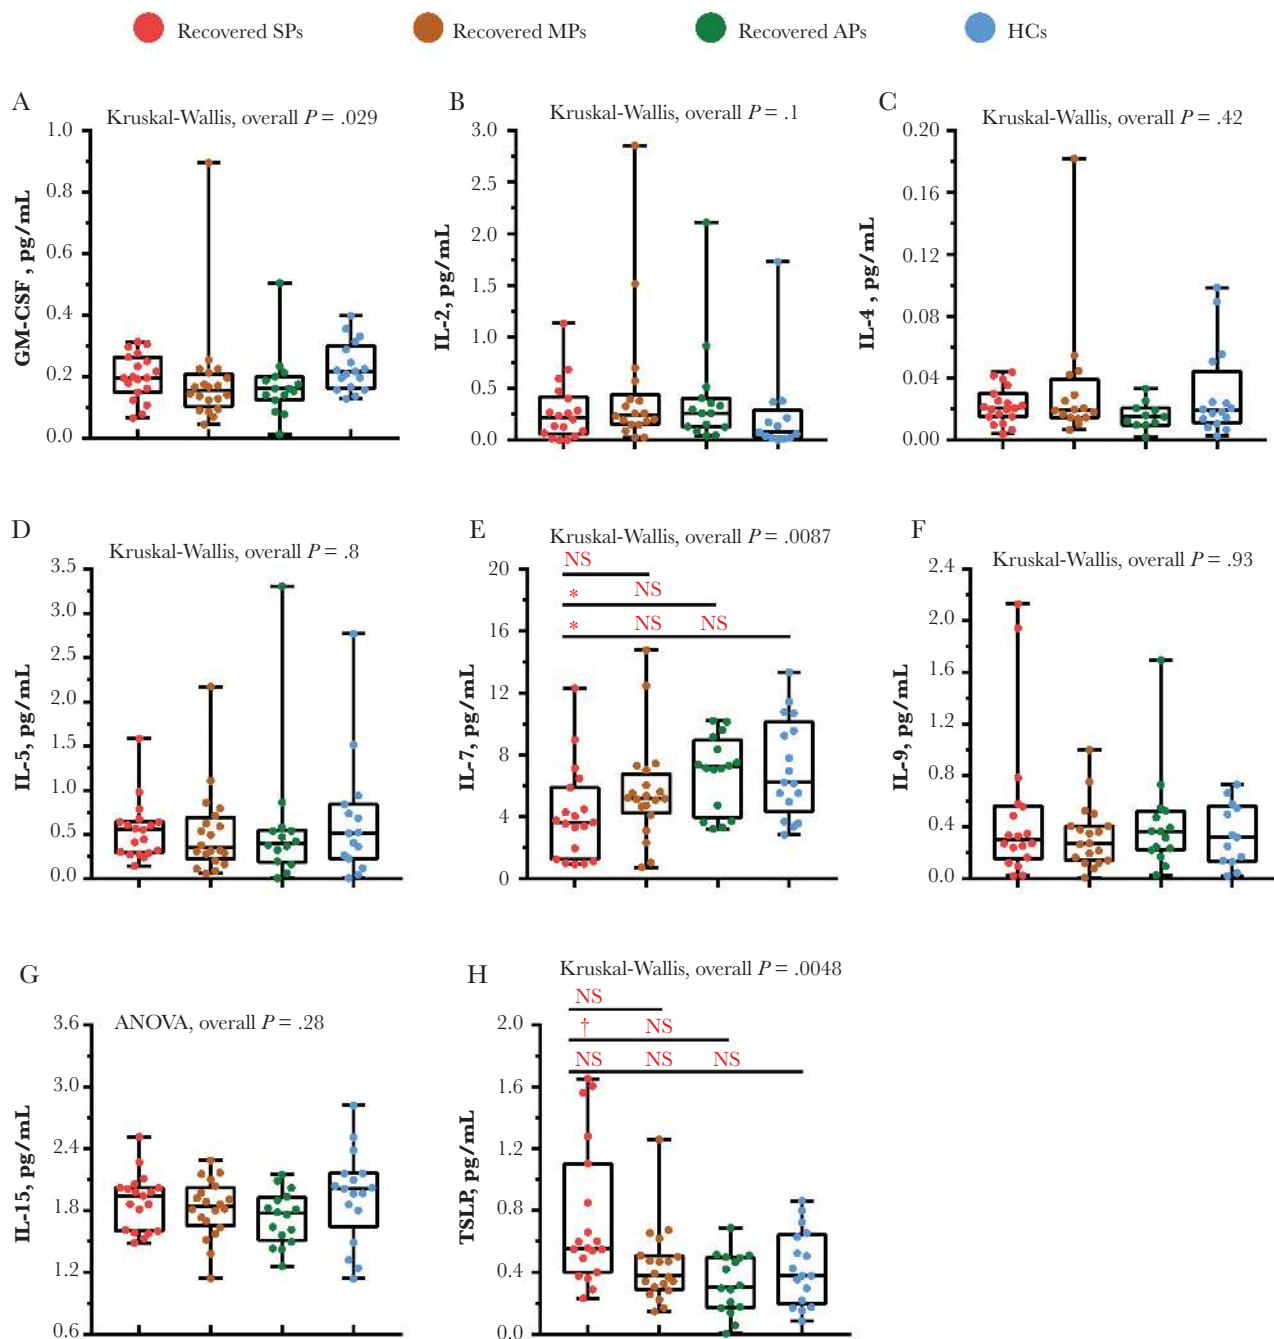 Recovered SPs Recovered MPs Recovered APs HCs
A
Kruskal-Wallis, overall P = .029
GM-CSF , pg/mL
1.0
0.8
0.6
0.4
0.2
0.0
B
Kruskal-Wallis, overall P = .1
IL-2, pg/mL
3.0
2.5
2.0
1.5
1.0
0.5
0.0
C
Kruskal-Wallis, overall P = .42
IL-4 , pg/mL
0.20
0.16
0.12
0.08
0.04
0.00
D
Kruskal-Wallis, overall P = .8
IL-5, pg/mL
3.5
3.0
2.5
2.0
1.5
1.0
0.5
0.0
E
Kruskal-Wallis, overall P = .0087
NS
* NS
* NS NS
IL-7, pg/mL
20
16
12
8
4
0
F
Kruskal-Wallis, overall P = .93
IL-9, pg/mL
2.4
2.0
1.6
1.2
0.8
0.4
0.0
G
ANOVA, overall P = .28
IL-15, pg/mL
3.6
3.0
2.4
1.8
1.2
0.6
H
Kruskal-Wallis, overall P = .0048
NS
† NS
NS NS NS
TSLP, pg/mL
2.0
1.6
1.2
0.8
0.4
0.0